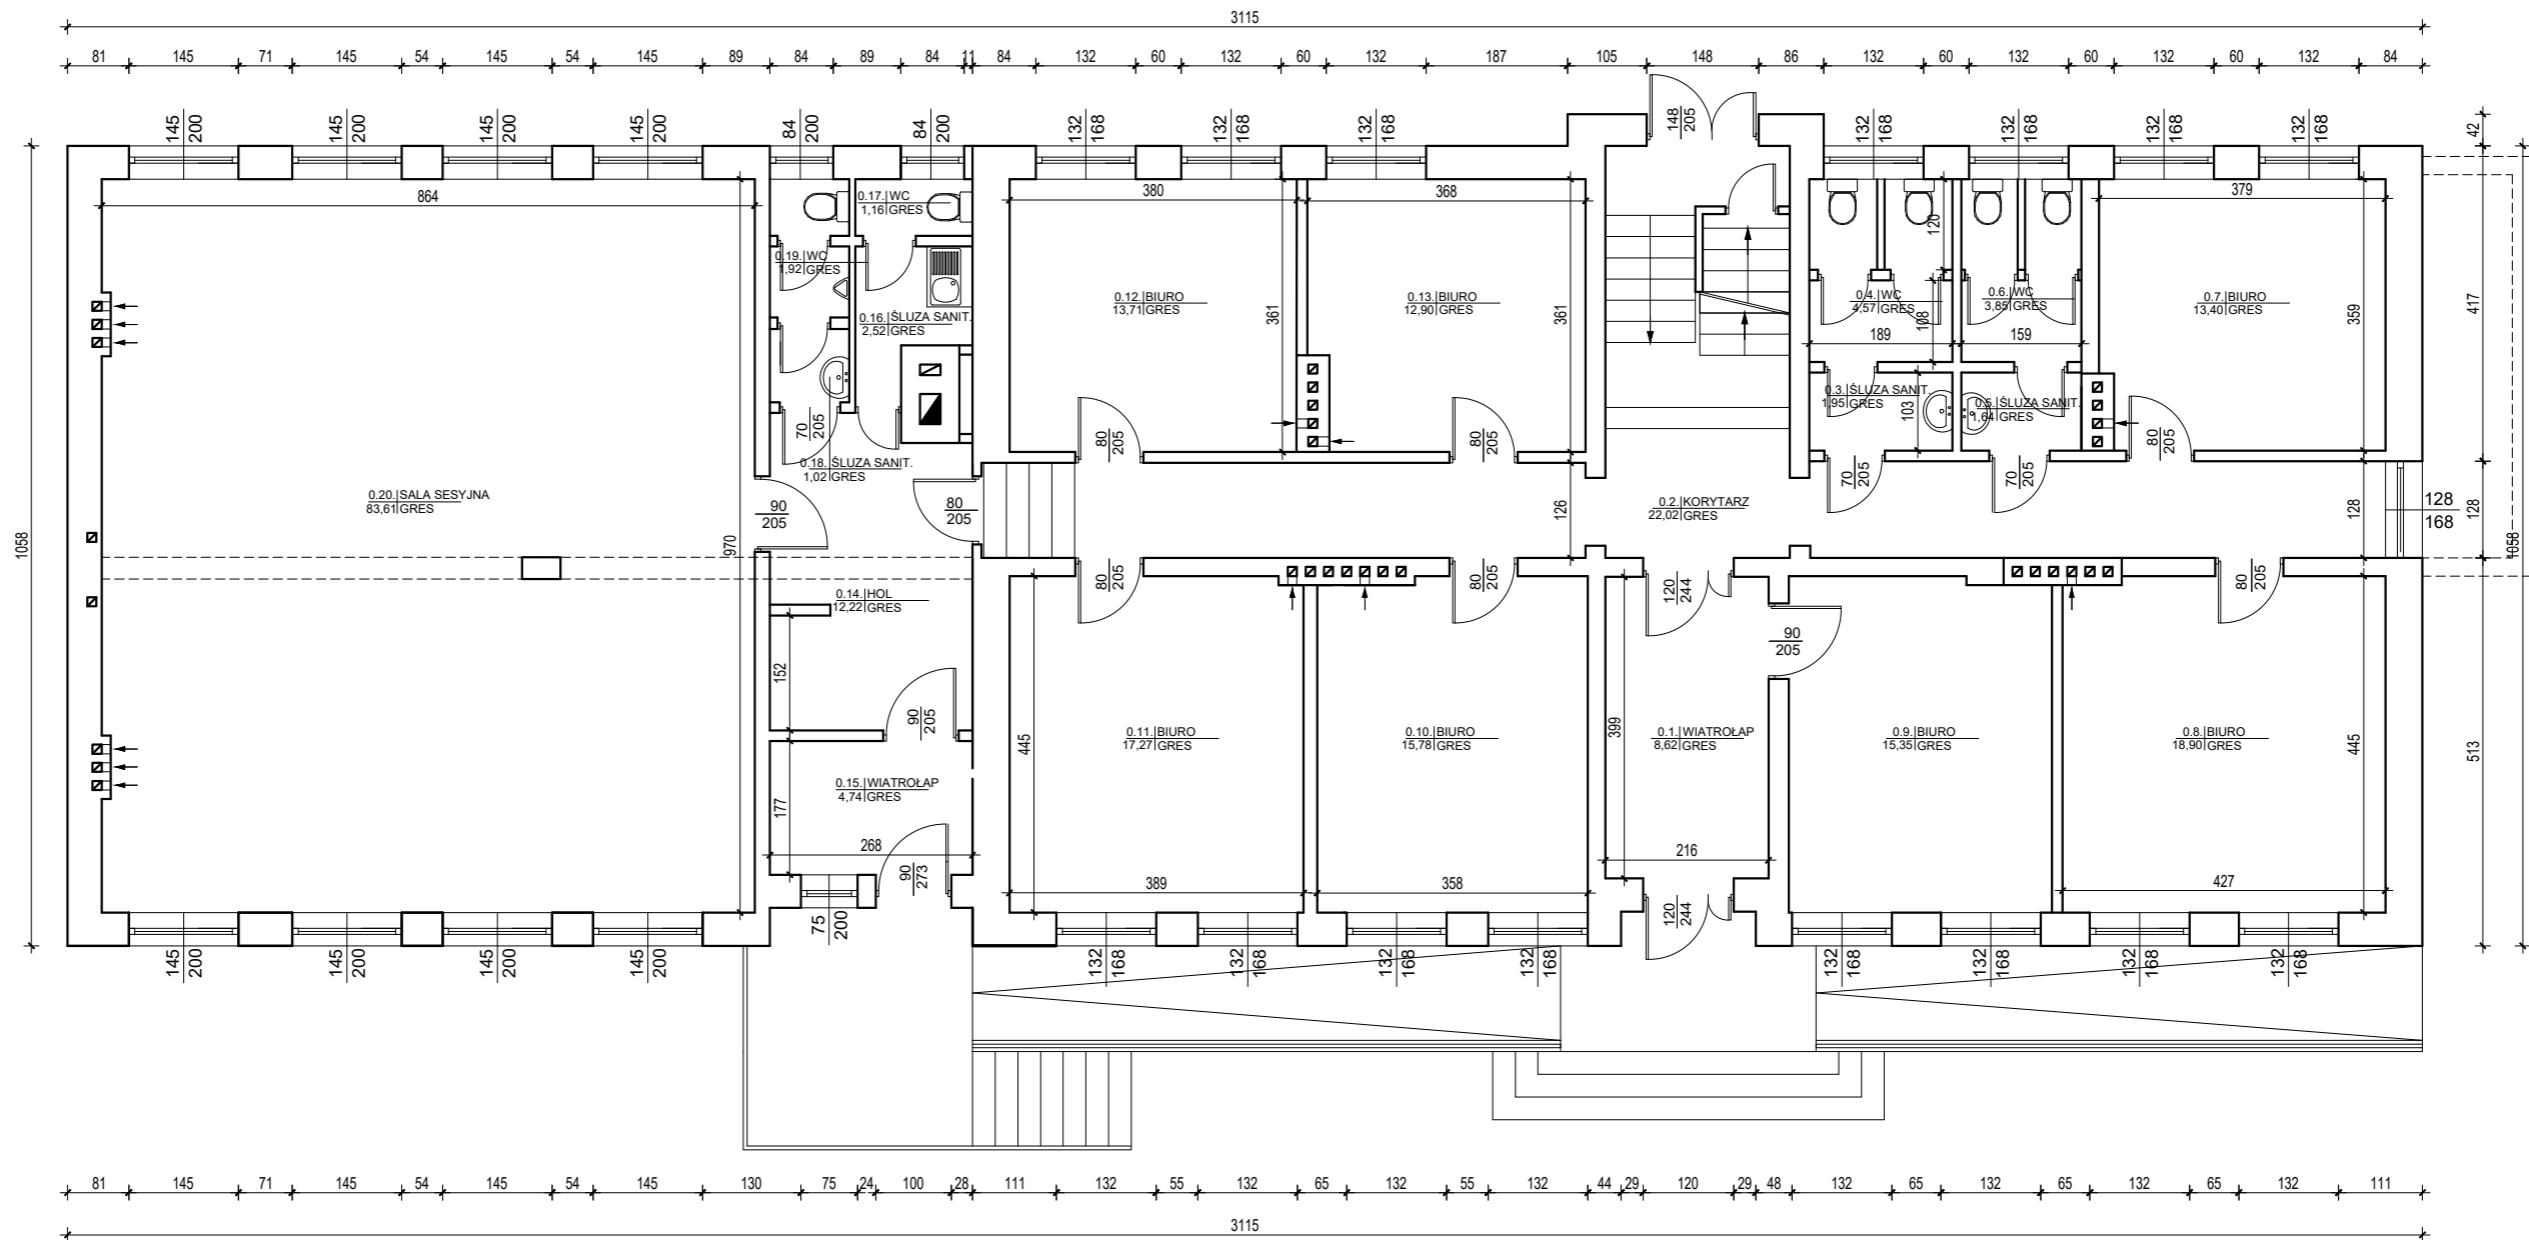 3115
81 145 71 145 54 145 54 145 89 84 89 84 11 84 132 60 132 60 132 187 105 148 86 132 60 132 60 132 60 132 84
145 200
145 200
145 200
145 200
84 200
84 200
132 168
132 168
132 168
148 205
132 168
132 168
132 168
132 168
42
864
0.17. WC
1,16 GRES
380
368
379
120
0.19. WC
1,92 GRES
0.16. ŚLUZA SANIT.
2,52 GRES
0.12. BIURO
13,71 GRES
361
0.13. BIURO
12,90 GRES
361
0.4. WC
4,57 GRES
108
189
0.6. WC
3,85 GRES
159
0.7. BIURO
13,40 GRES
359
417
0.3. ŚLUZA SANIT.
1,95 GRES
103
0.5. ŚLUZA SANIT.
1,64 GRES
70 205
80 205
80 205
80 205
0.18. ŚLUZA SANIT.
1,02 GRES
70 205
70 205
0.20. SALA SESYJNA
83,61 GRES
90
205
80
205
126
0.2. KORYTARZ
22,02 GRES
128
128
168
128
1058
970
1058
80 205
80 205
120 244
80 205
0.14. HOL
12,22 GRES
90
205
152
90 205
445
0.11. BIURO
17,27 GRES
0.10. BIURO
15,78 GRES
399
0.1. WIATROŁAP
8,62 GRES
0.9. BIURO
15,35 GRES
0.8. BIURO
18,90 GRES
445
513
0.15. WIATROŁAP
4,74 GRES
177
268
216
90 273
389
358
427
75 200
120 244
145 200
145 200
145 200
145 200
132 168
132 168
132 168
132 168
132 168
132 168
132 168
132 168
81 145 71 145 54 145 54 145 130 75 24 100 28 111 132 55 132 65 132 55 132 44 29 120 29 48 132 65 132 65 132 65 132 111
3115